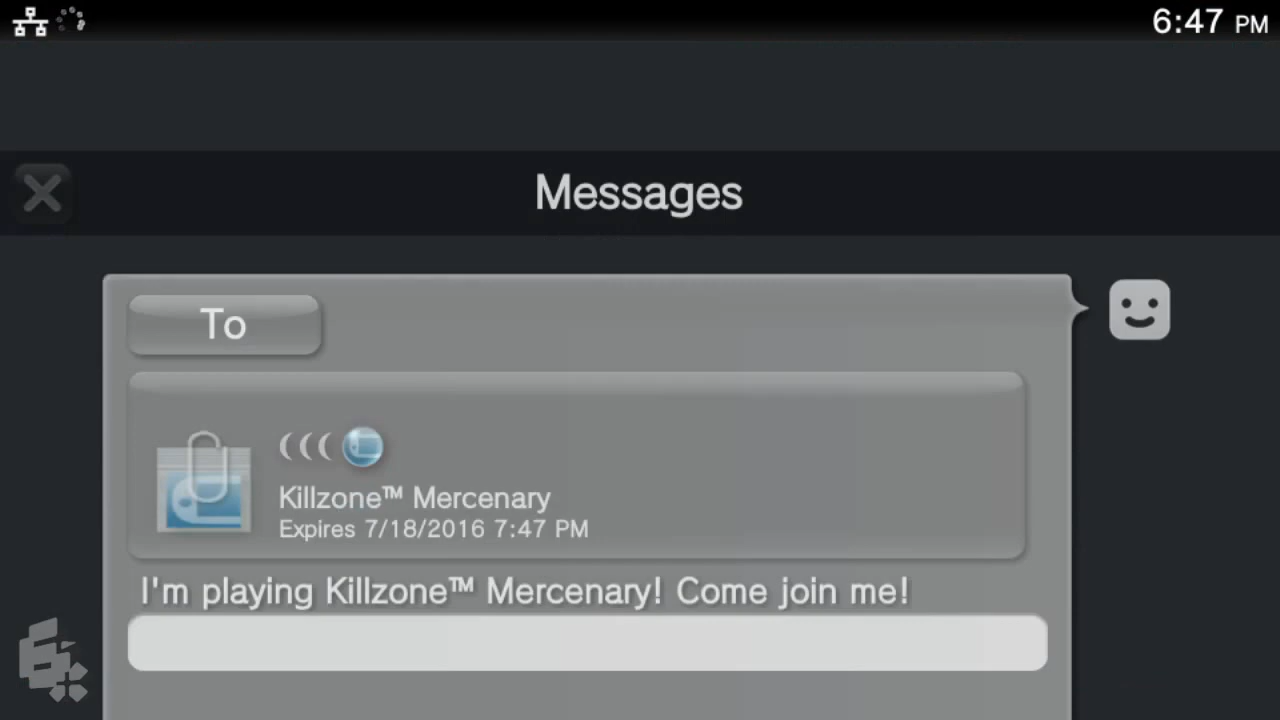 6:47 PM
Messages
To
Killzone™ Mercenary
Expires 7/18/2016 7:47 PM
I'm playing Killzone™ Mercenary! Come join me!